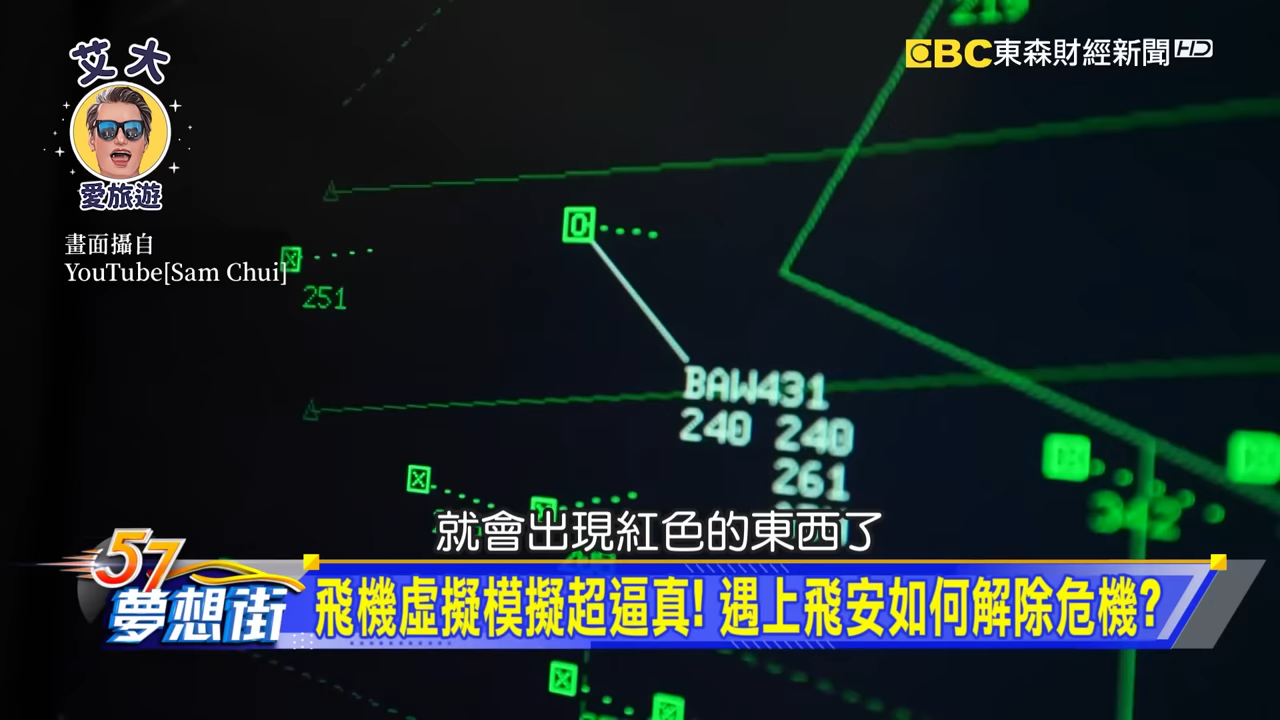 艾大
愛旅遊
畫面攝自
YouTube[Sam Chui]
EBC東森財經新聞HD
251
BAW431
240 240
261
就會出現紅色的東西了
57
夢想街
飛機虛擬模擬超逼真!遇上飛安如何解除危機?